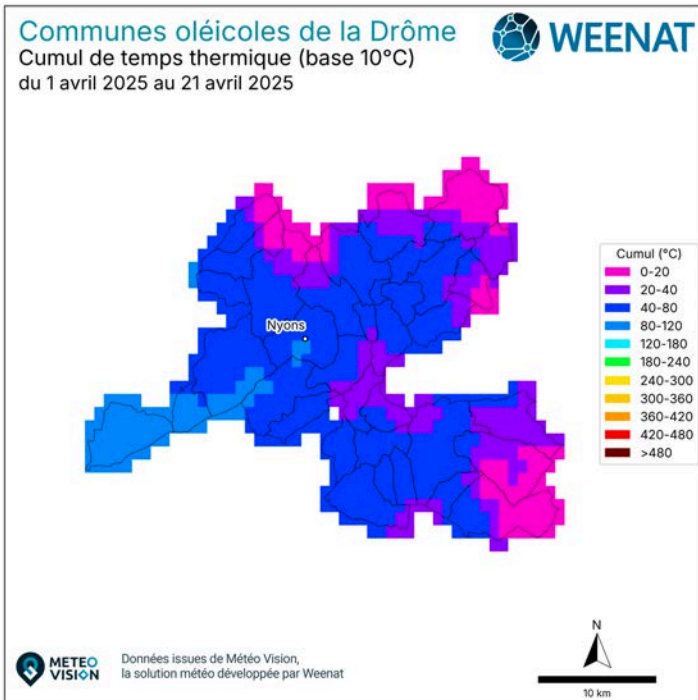 Communes oléicoles de la Drôme
Cumul de temps thermique (base 10°C)
du 1 avril 2025 au 21 avril 2025
WEENAT
Nyons
Cumul (°C)
0-20
20-40
40-80
80-120
120-180
180-240
240-300
300-360
360-420
420-480
>480
METEO
VISION
Données issues de Météo Vision,
la solution météo développée par Weenat
N
10 km